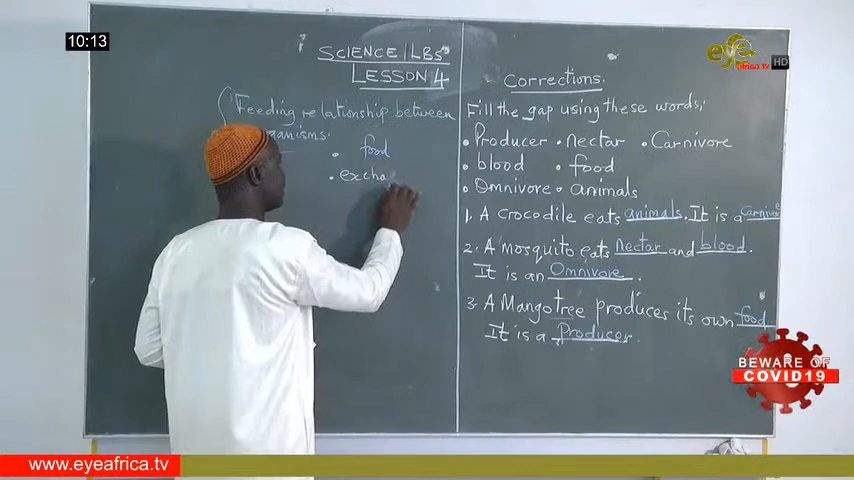 10:13
SCIENCE / LBs
LESSON 4
Feeding relationship between
organisms.
• food
• excha
Corrections.
Fill the gap using these words;
• Producer • nectar • Carnivore
• blood • food
• Omnivore • animals
1. A crocodile eats animals. It is a Carnivore
2. A mosquito eats Nectar and blood.
It is an Omnivore.
3. A Mango tree produces its own food
It is a Producer.
eye
africa tv HD
BEWARE OF
COVID19
www.eyeafrica.tv